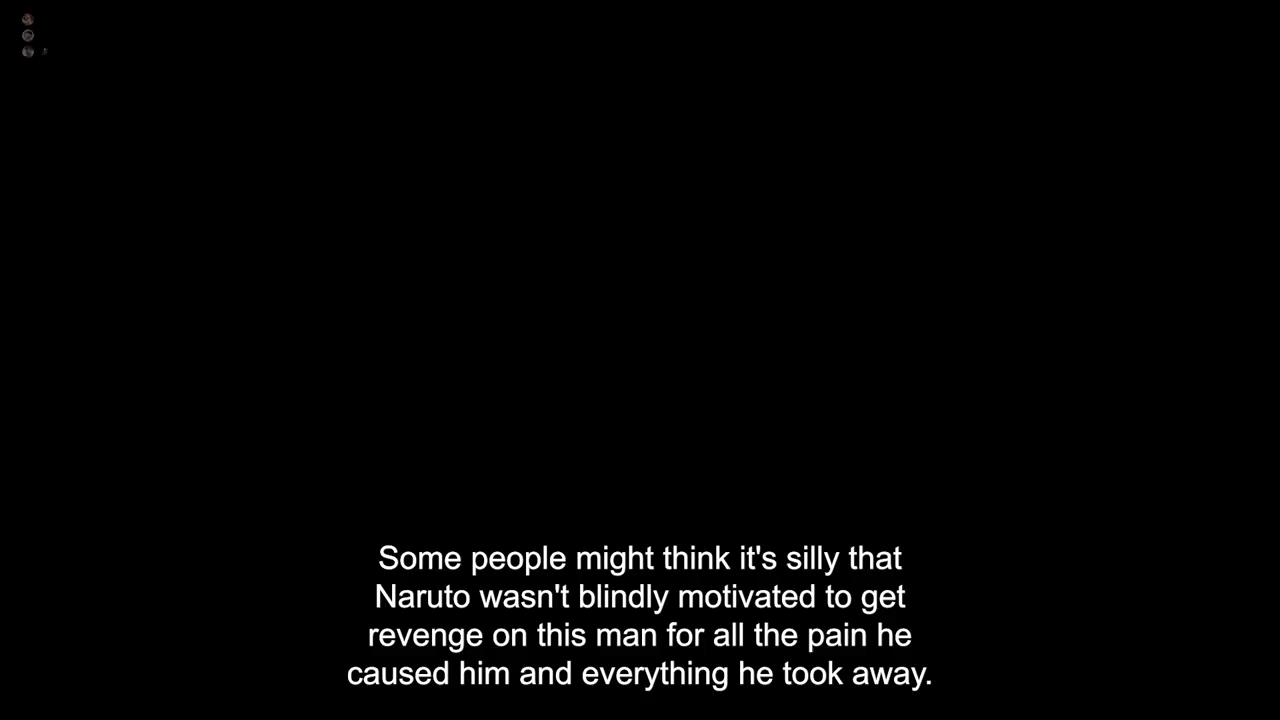 Some people might think it's silly that
Naruto wasn't blindly motivated to get
revenge on this man for all the pain he
caused him and everything he took away.